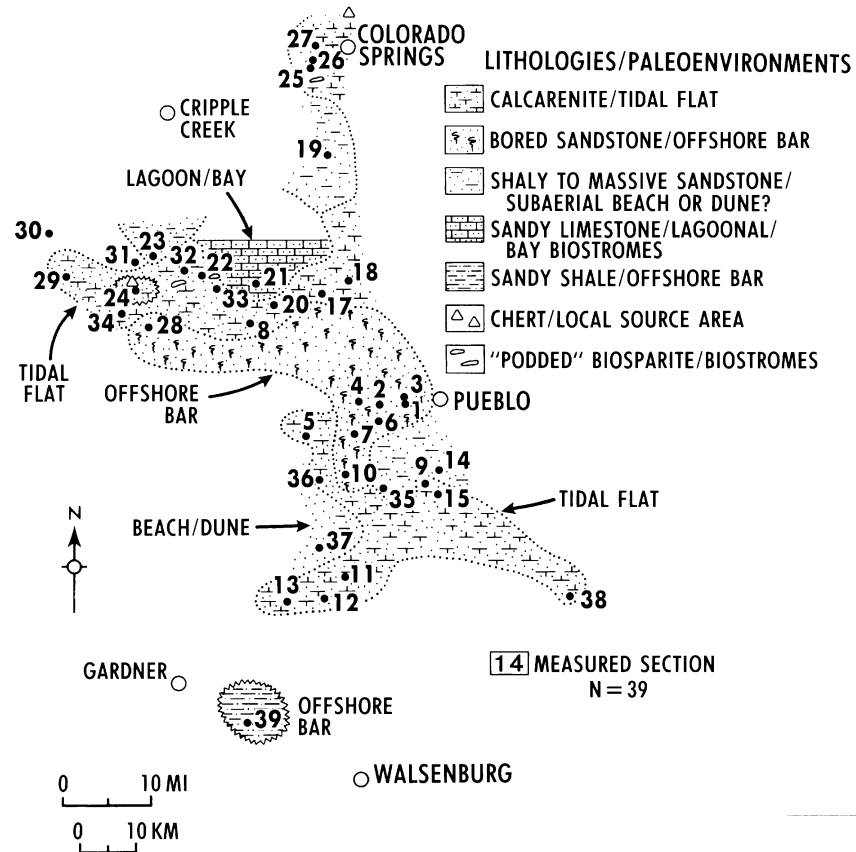 COLORADO
SPRINGS
27
26
25
LITHOLOGIES/PALEOENVIRONMENTS
CALCARENITE/TIDAL FLAT
BORED SANDSTONE/OFFSHORE BAR
SHALY TO MASSIVE SANDSTONE/
SUBAERIAL BEACH OR DUNE?
SANDY LIMESTONE/LAGOONAL/
BAY BIOSTROMES
SANDY SHALE/OFFSHORE BAR
CHERT/LOCAL SOURCE AREA
"PODDED" BIOSPARITE/BIOSTROMES
CRIPPLE
CREEK
19
LAGOON/BAY
30
31
23
32
22
21
18
29
24
33
20
17
34
28
8
TIDAL
FLAT
OFFSHORE
BAR
4
2
3
1
PUEBLO
5
7
6
36
10
9
14
35
15
TIDAL FLAT
BEACH/DUNE
37
N
13
11
12
38
GARDNER
39
OFFSHORE
BAR
14 MEASURED SECTION
N = 39
WALSENBURG
0 10 MI
0 10 KM